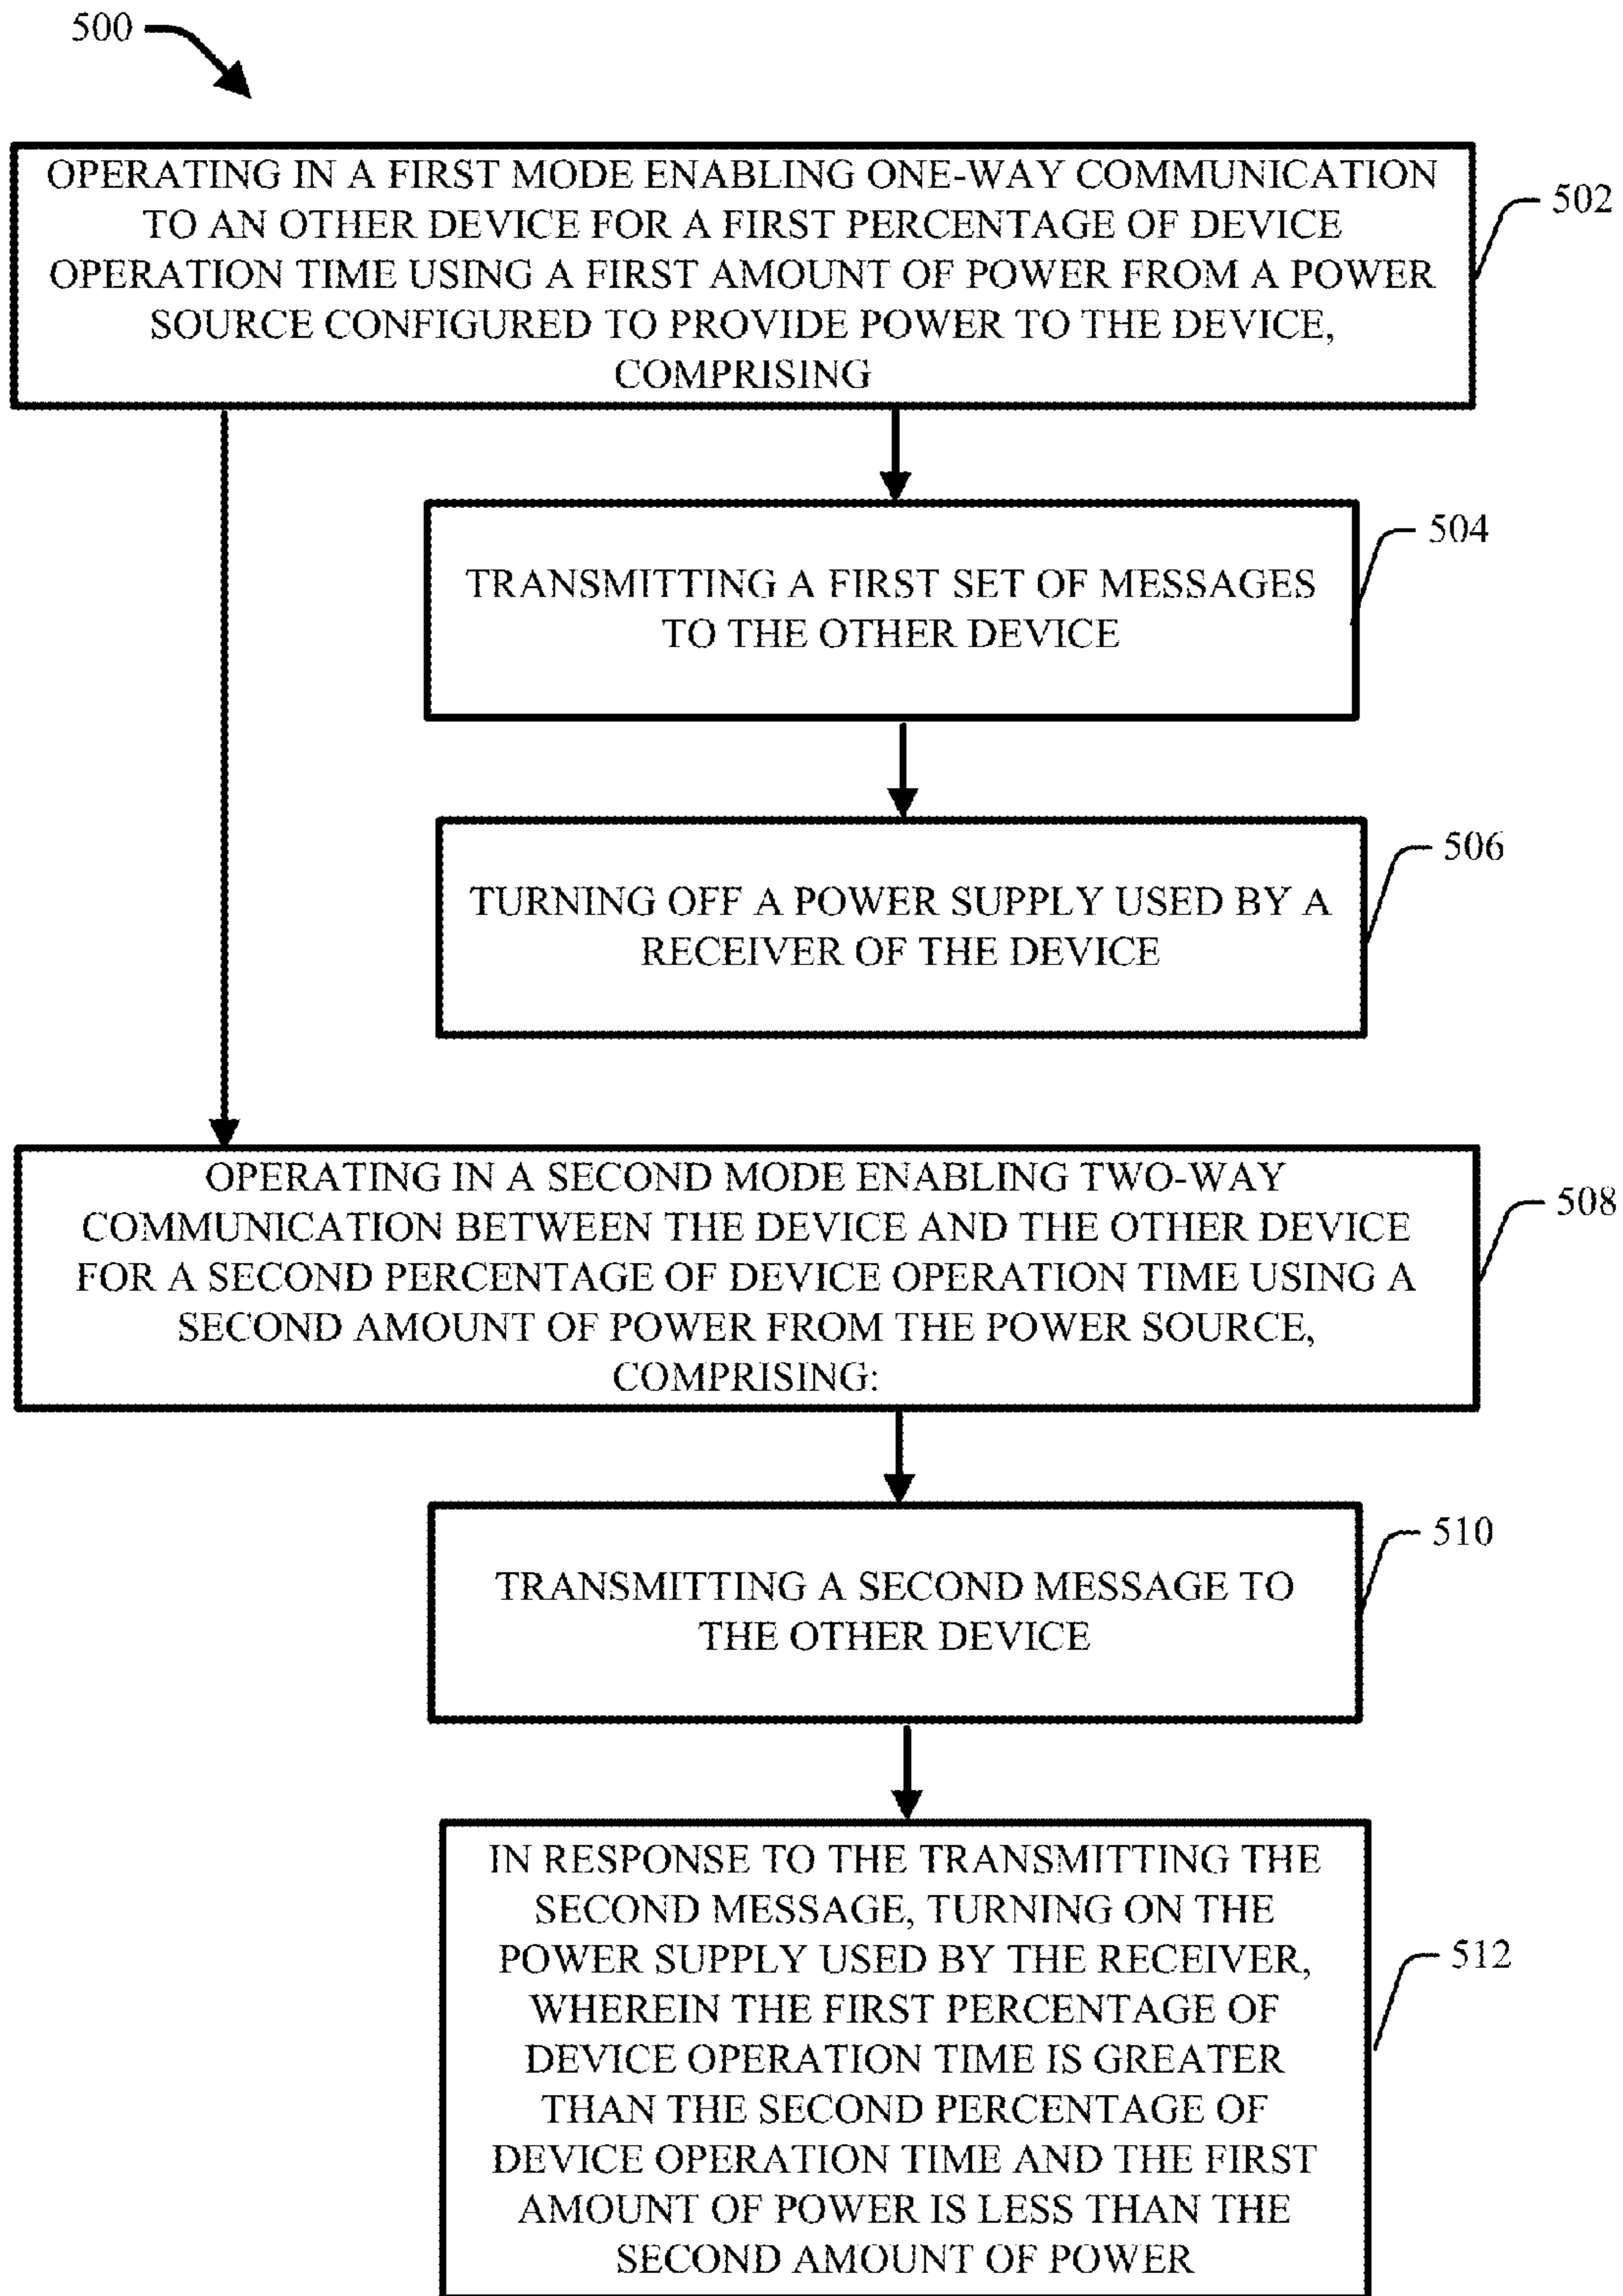 500
OPERATING IN A FIRST MODE ENABLING ONE-WAY COMMUNICATION
TO AN OTHER DEVICE FOR A FIRST PERCENTAGE OF DEVICE
OPERATION TIME USING A FIRST AMOUNT OF POWER FROM A POWER
SOURCE CONFIGURED TO PROVIDE POWER TO THE DEVICE,
COMPRISING
502
TRANSMITTING A FIRST SET OF MESSAGES
TO THE OTHER DEVICE
504
TURNING OFF A POWER SUPPLY USED BY A
RECEIVER OF THE DEVICE
506
OPERATING IN A SECOND MODE ENABLING TWO-WAY
COMMUNICATION BETWEEN THE DEVICE AND THE OTHER DEVICE
FOR A SECOND PERCENTAGE OF DEVICE OPERATION TIME USING A
SECOND AMOUNT OF POWER FROM THE POWER SOURCE,
COMPRISING:
508
TRANSMITTING A SECOND MESSAGE TO
THE OTHER DEVICE
510
IN RESPONSE TO THE TRANSMITTING THE
SECOND MESSAGE, TURNING ON THE
POWER SUPPLY USED BY THE RECEIVER,
WHEREIN THE FIRST PERCENTAGE OF
DEVICE OPERATION TIME IS GREATER
THAN THE SECOND PERCENTAGE OF
DEVICE OPERATION TIME AND THE FIRST
AMOUNT OF POWER IS LESS THAN THE
SECOND AMOUNT OF POWER
512